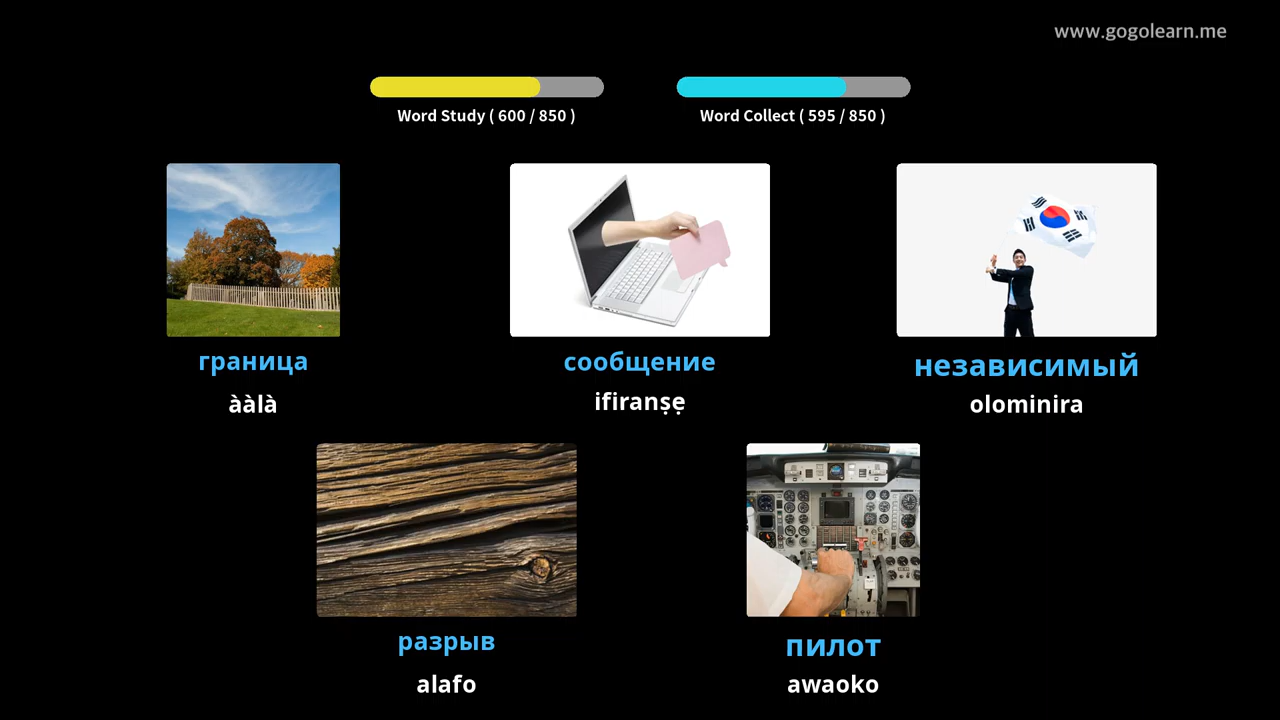 www.gogolearn.me
Word Study ( 600 / 850 )
Word Collect ( 595 / 850 )
граница
сообщение
независимый
ààlà
ifiranṣẹ
olominira
разрыв
пилот
alafo
awaoko